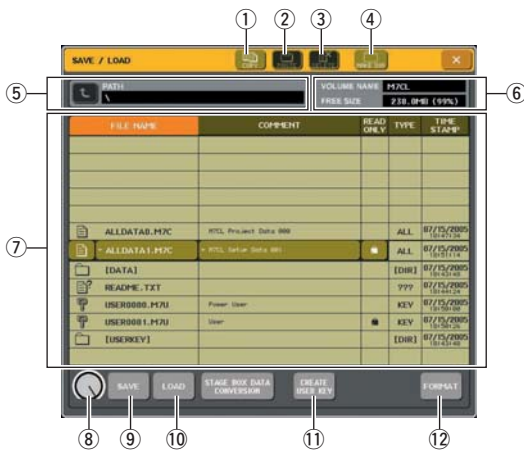 ① ② ③ ④
SAVE / LOAD
COPY MAKE DIR ×
⑤ PATH
\
VOLUME NAME M7CL ⑥
FREE SIZE 238.0MB (99%)
FILE NAME COMMENT READ ONLY TYPE TIME STAMP
⑦
ALLDATA0.M7C M7CL Project Data 000 ALL 07/15/2005
ALLDATA1.M7C M7CL Setup Data 001 ALL 07/15/2005
[DATA] [DIR] 07/15/2005
README.TXT ??? 07/15/2005
USER0000.M7U Power User KEY 07/15/2005
USER0001.M7U User KEY 07/15/2005
[USERKEY] [DIR] 07/15/2005
SAVE LOAD STAGE BOX DATA CONVERSION CREATE USER KEY FORMAT
⑧ ⑨ ⑩ ⑪ ⑫